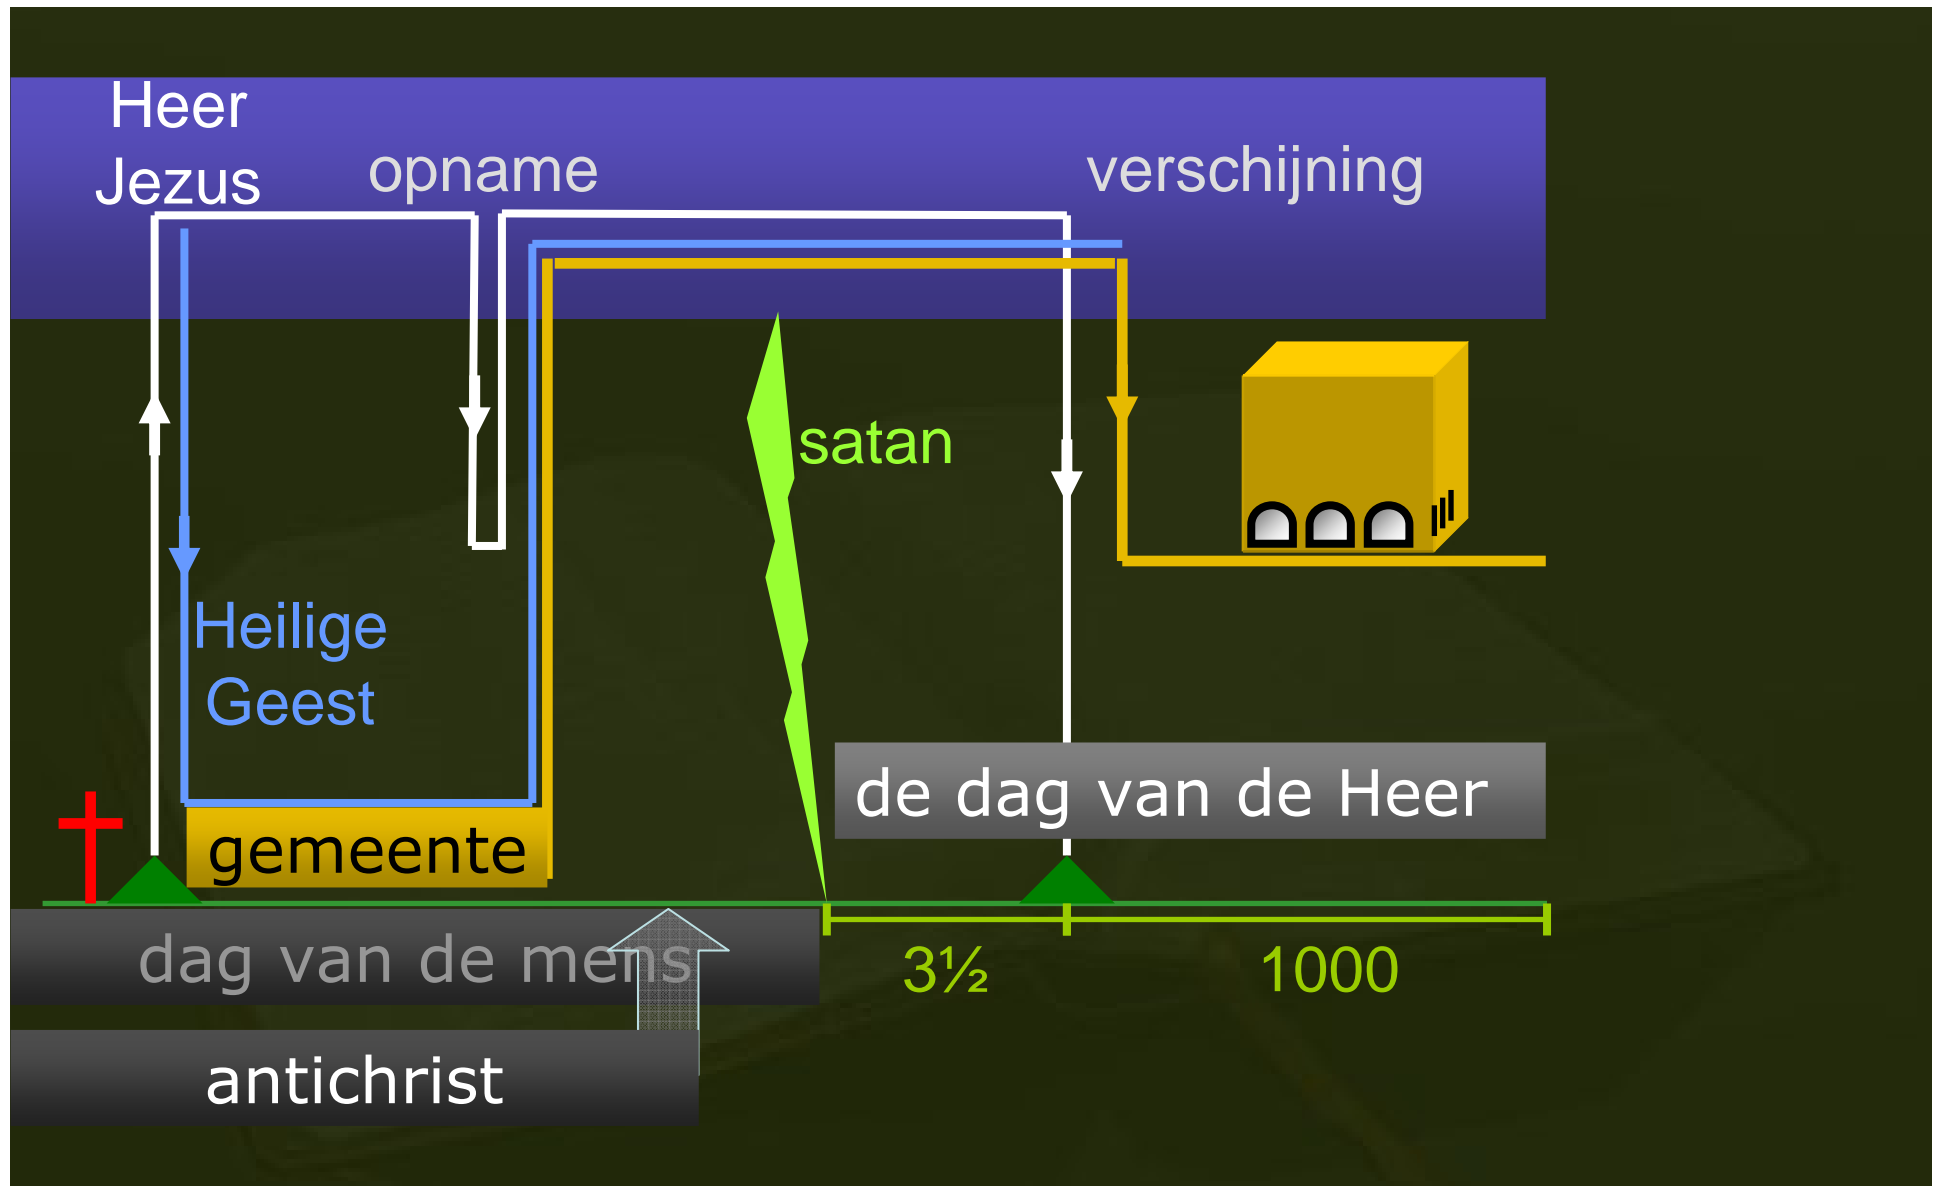 Heer
Jezus
opname
verschijning
satan
Heilige
Geest
de dag van de Heer
gemeente
dag van de mens
3½
1000
antichrist